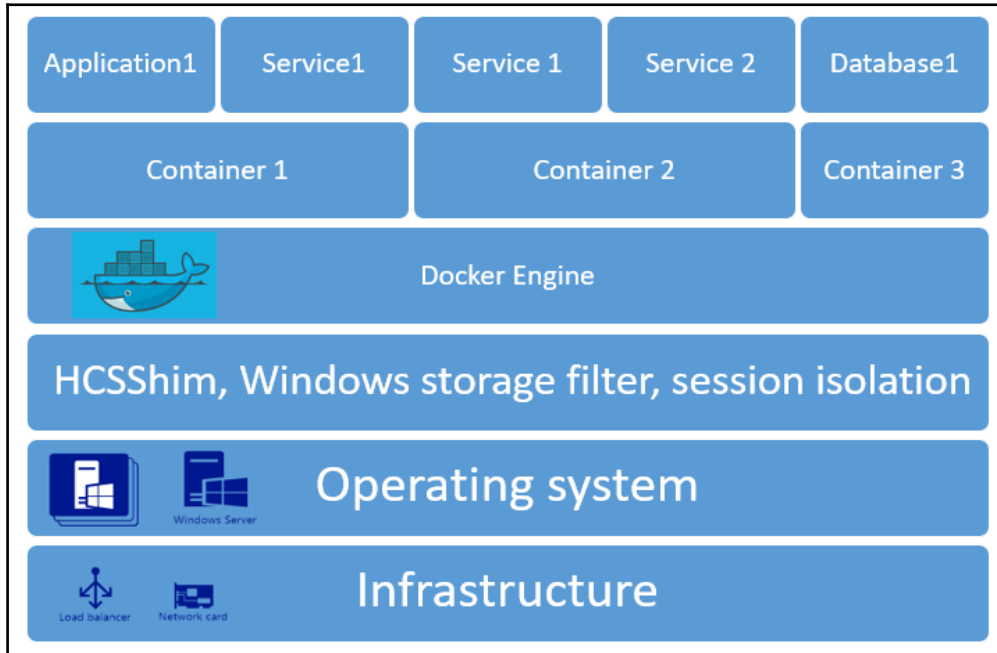 Application1
Service1
Service 1
Service 2
Database1
Container 1
Container 2
Container 3
Docker Engine
HCSShim, Windows storage filter, session isolation
Operating system
Windows Server
Infrastructure
Load balancer
Network card